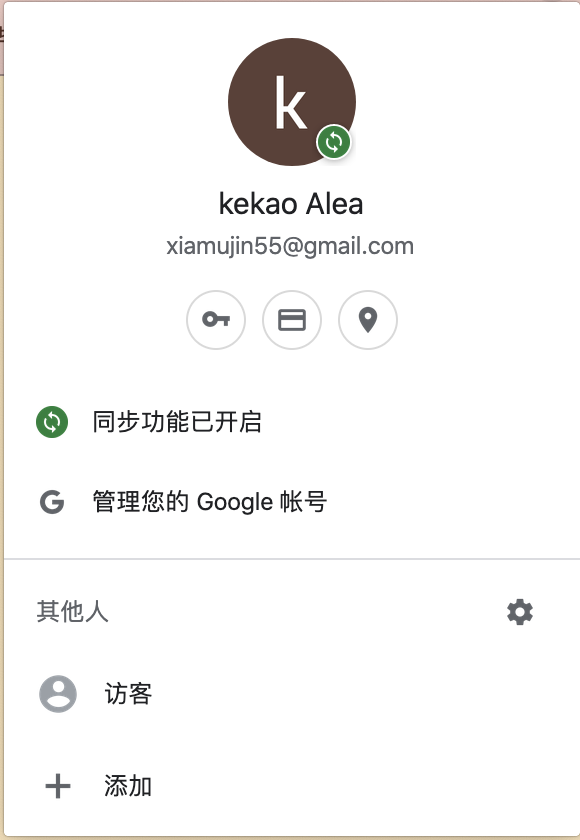 k
kekao Alea
xiamujin55@gmail.com
同步功能已开启
G 管理您的 Google 帐号
其他人
访客
添加